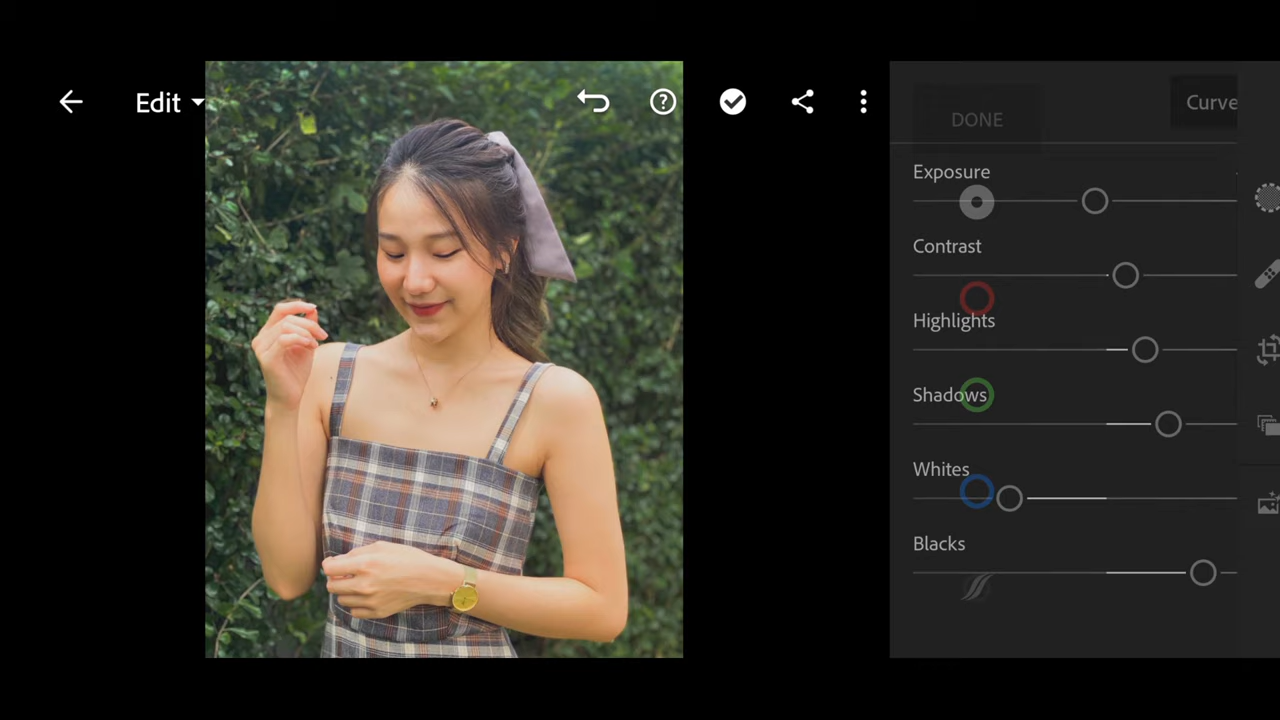 Edit
DONE
Curve
Exposure
Contrast
Highlights
Shadows
Whites
Blacks